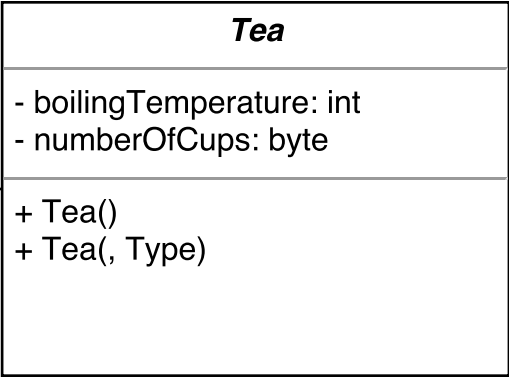 Tea
- boilingTemperature: int
- numberOfCups: byte
+ Tea()
+ Tea(, Type)